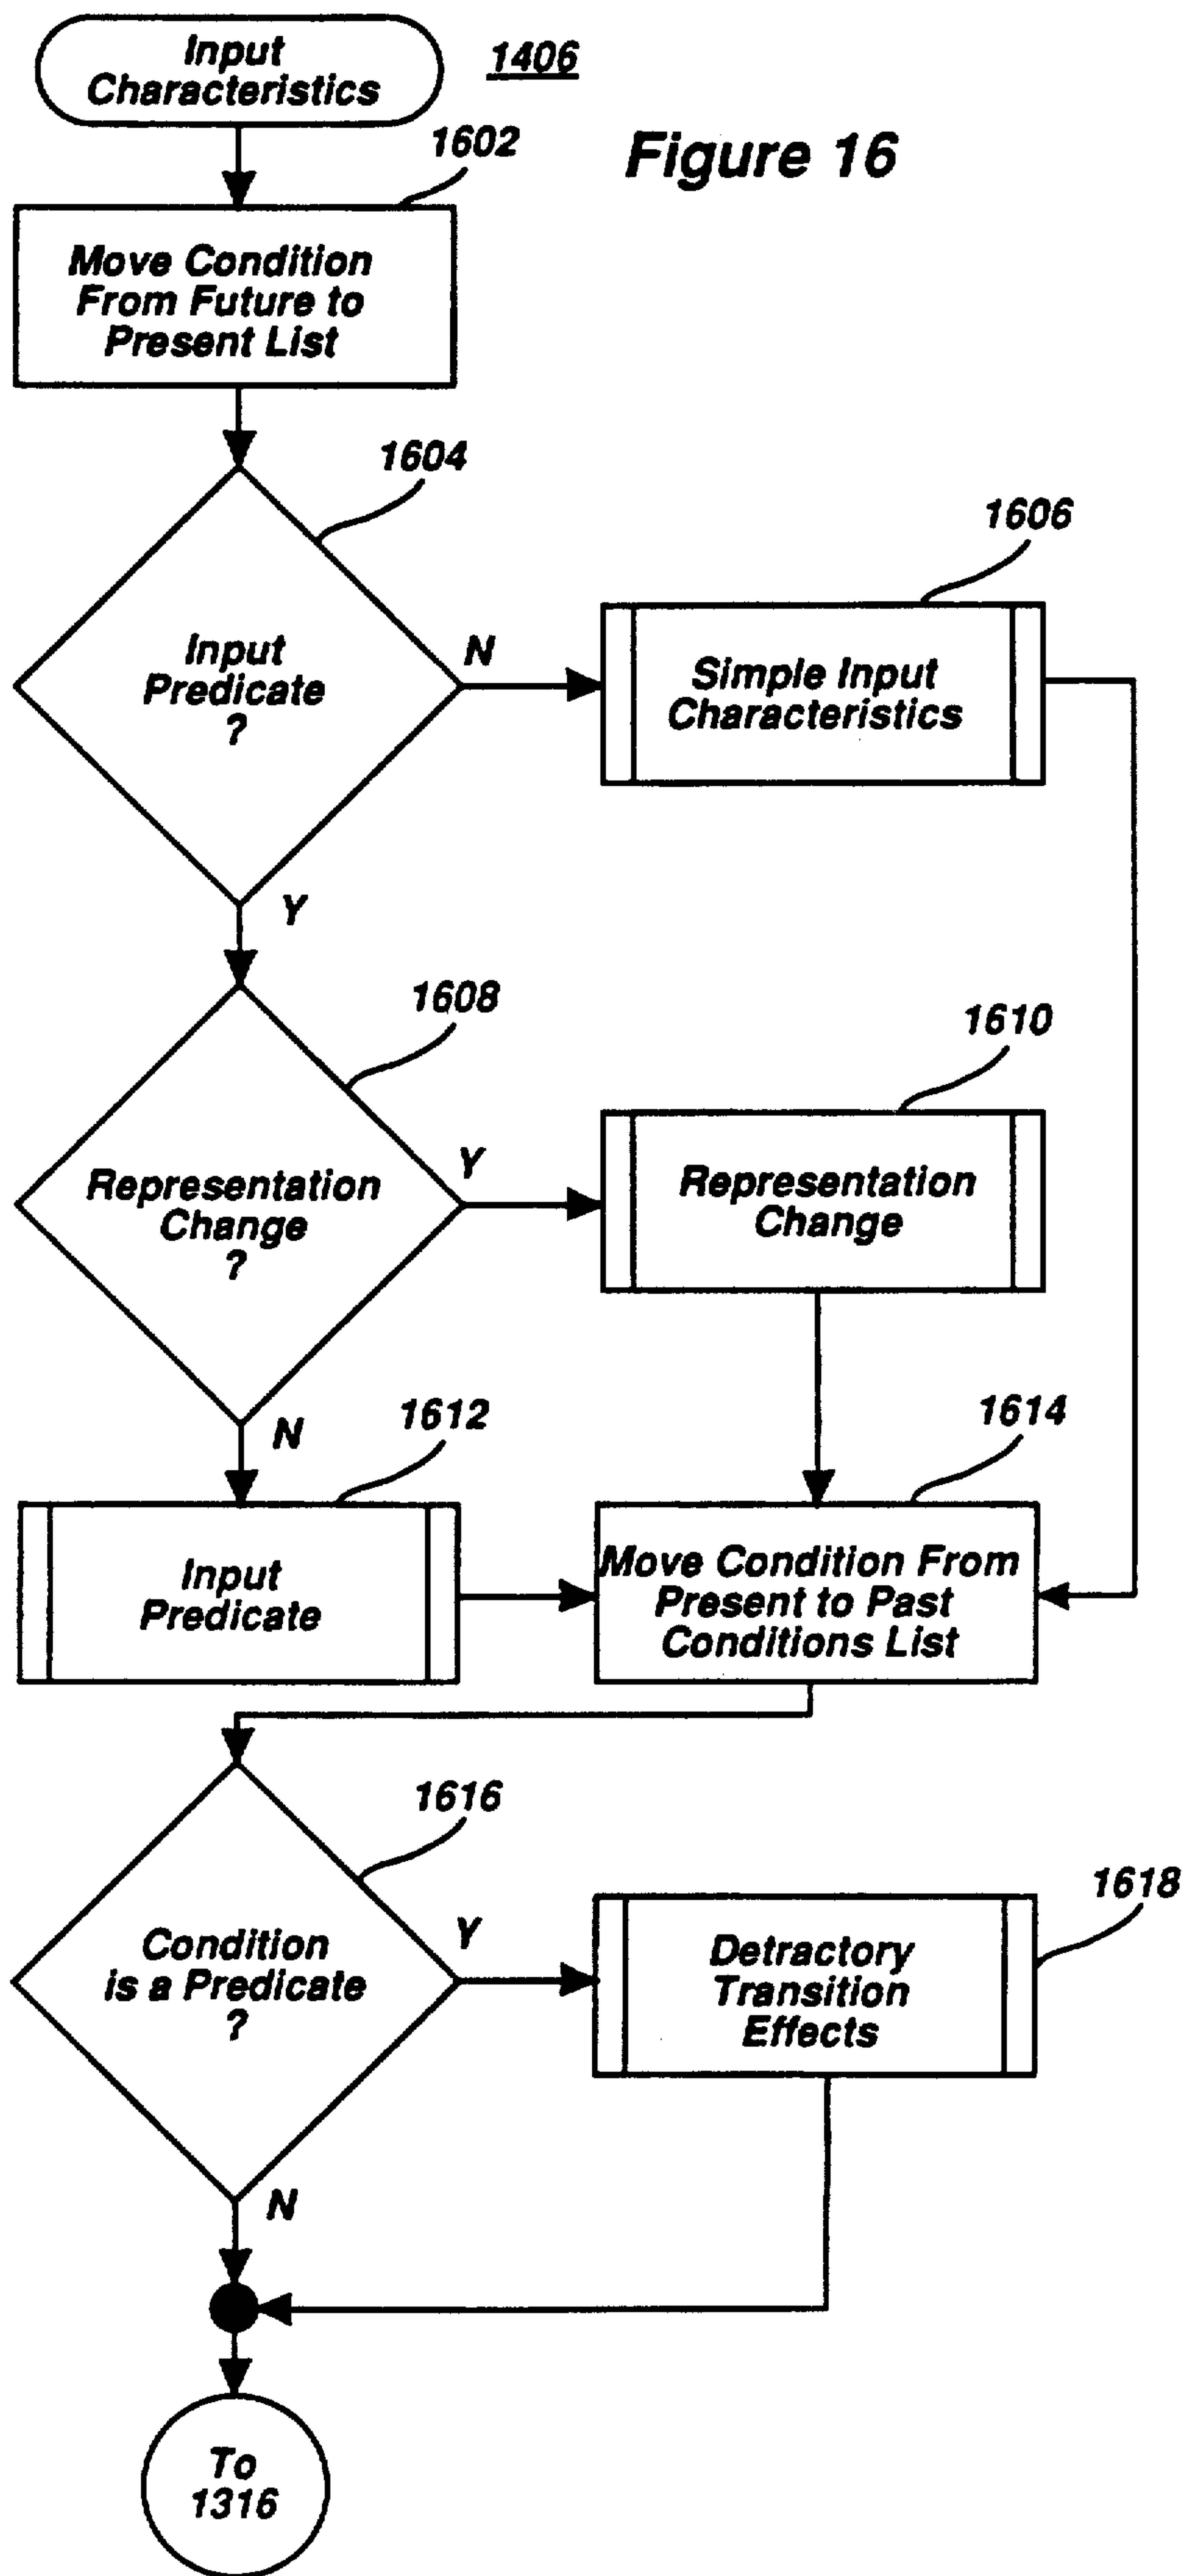 Input
Characteristics
1406
Figure 16
1602
Move Condition
From Future to
Present List
1604
Input
Predicate
?
N
Y
1606
Simple Input
Characteristics
1608
Representation
Change
?
Y
N
1610
Representation
Change
1612
Input
Predicate
1614
Move Condition From
Present to Past
Conditions List
1616
Condition
is a Predicate
?
Y
N
1618
Detractory
Transition
Effects
To
1316